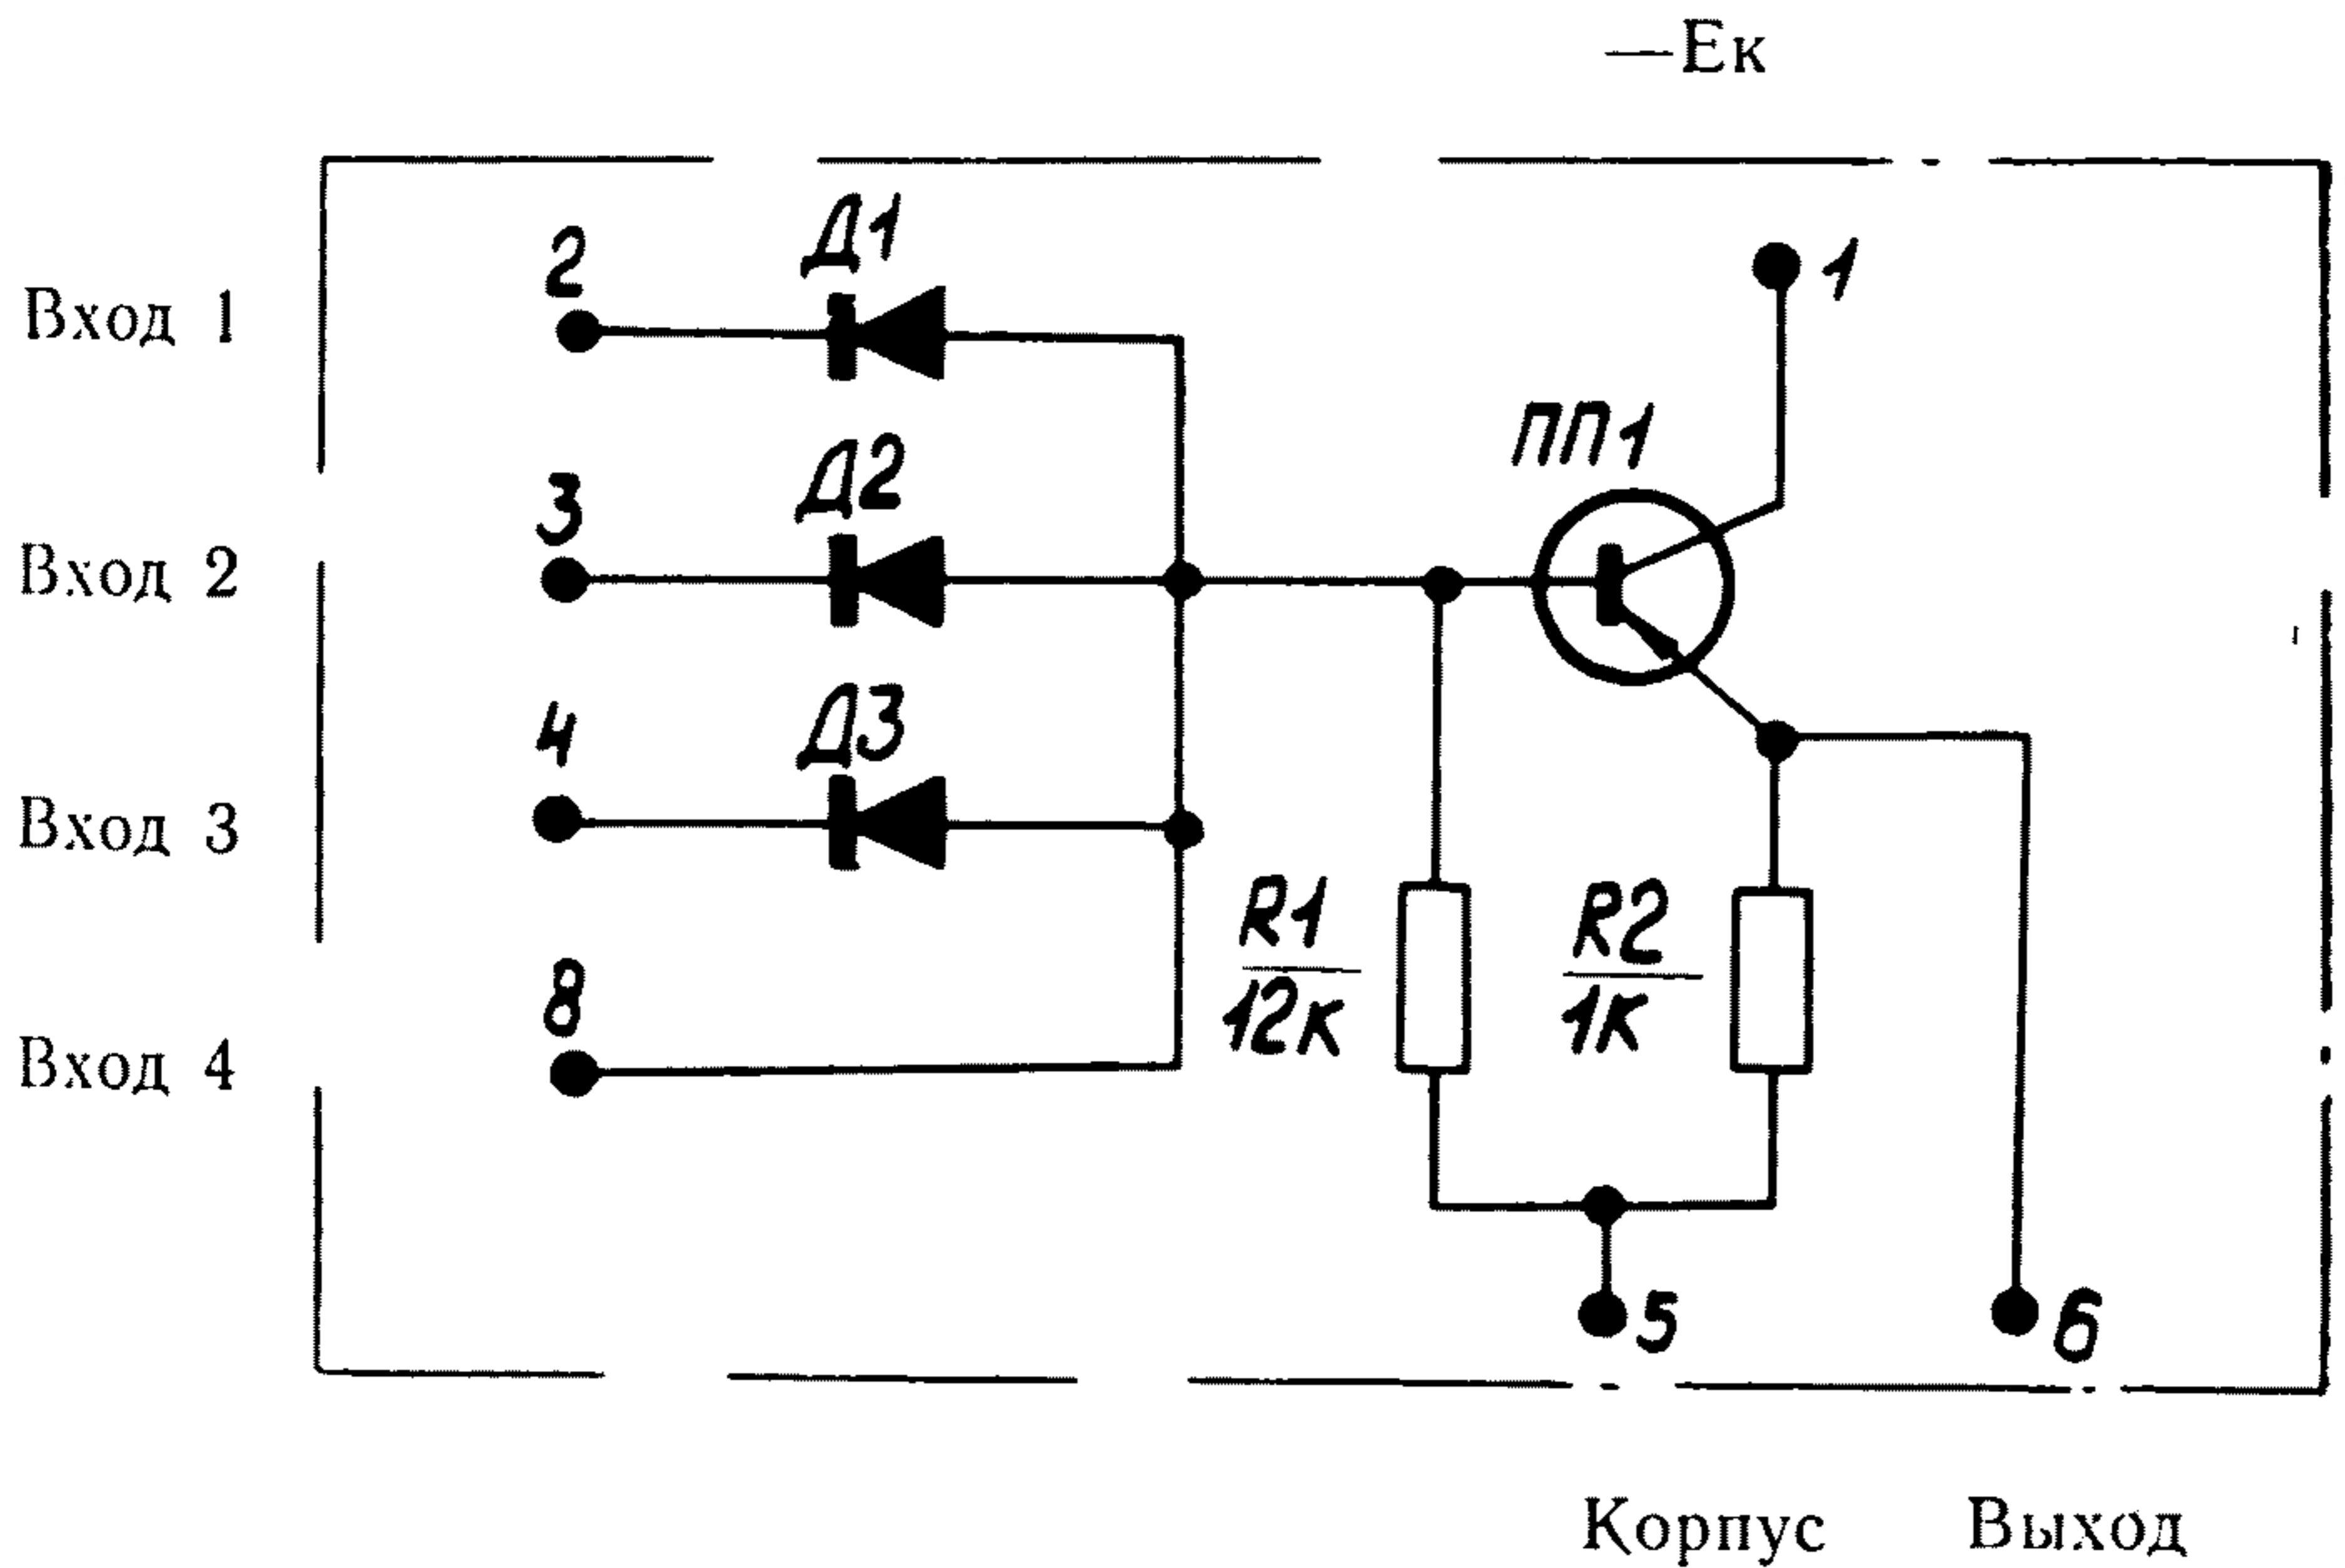 —Ек
Вход 1
2
Д1
1
Вход 2
3
Д2
ПП1
Вход 3
4
Д3
Вход 4
8
R1
12к
R2
1к
5
6
Корпус
Выход